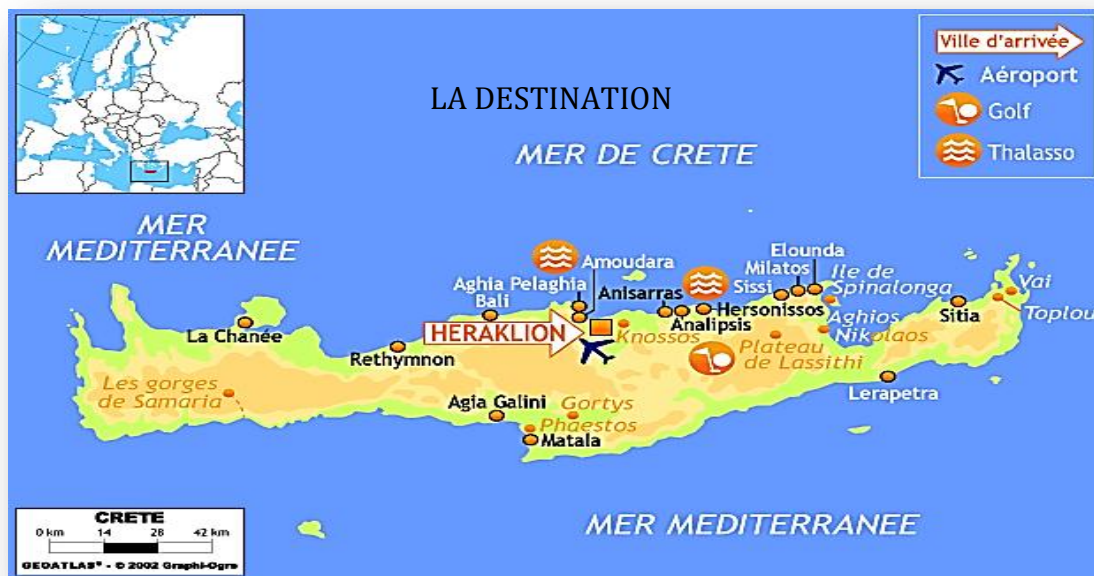 LA DESTINATION
Ville d'arrivée
Aéroport
Golf
Thalasso
MER DE CRETE
MER
MEDITERRANEE
Amoudara
Aghia Pelaghia
Bali
Anisarras
Analipsis
Hersonissos
Sissi
Milatos
Elounda
Ile de
Spinalonga
Aghios
Nikolaos
Vai
Toplou
Sitia
La Chanée
Rethymnon
HERAKLION
Knossos
Plateau
de Lassithi
Lerapetra
Les gorges
de Samaria
Agia Galini
Gortys
Phaestos
Matala
MER MEDITERRANEE
CRETE
0 km 14 28 42 km
GEOATLAS® - © 2002 Graphi-Ogre